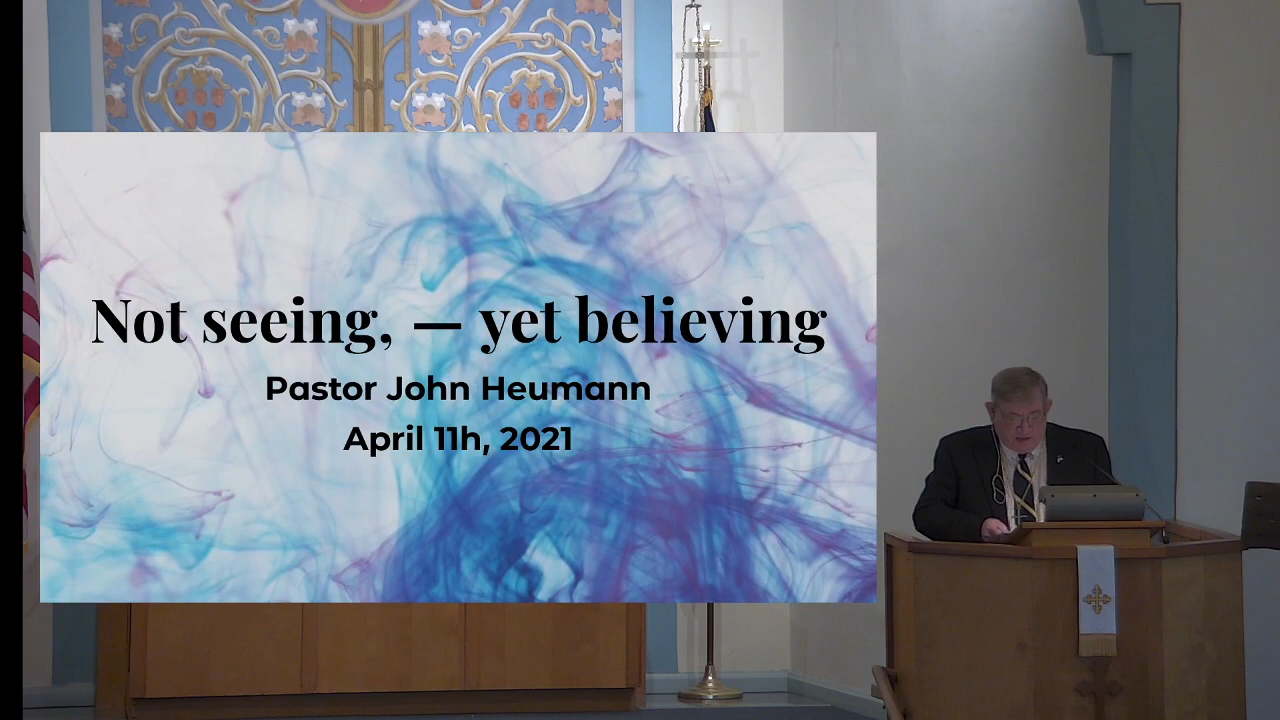 Not seeing, — yet believing
Pastor John Heumann
April 11h, 2021